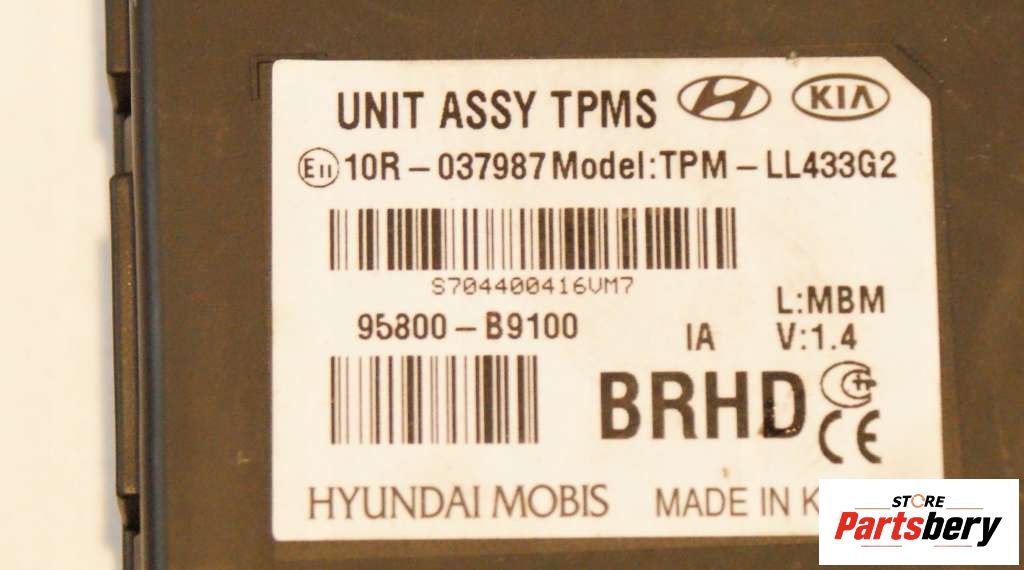 UNIT ASSY TPMS KIA
E11 10R-037987 Model:TPM-LL433G2
S704400416VM7
95800-B9100 IA L:MBM
V:1.4
BRHD
CE
HYUNDAI MOBIS MADE IN
STORE
Partsbery